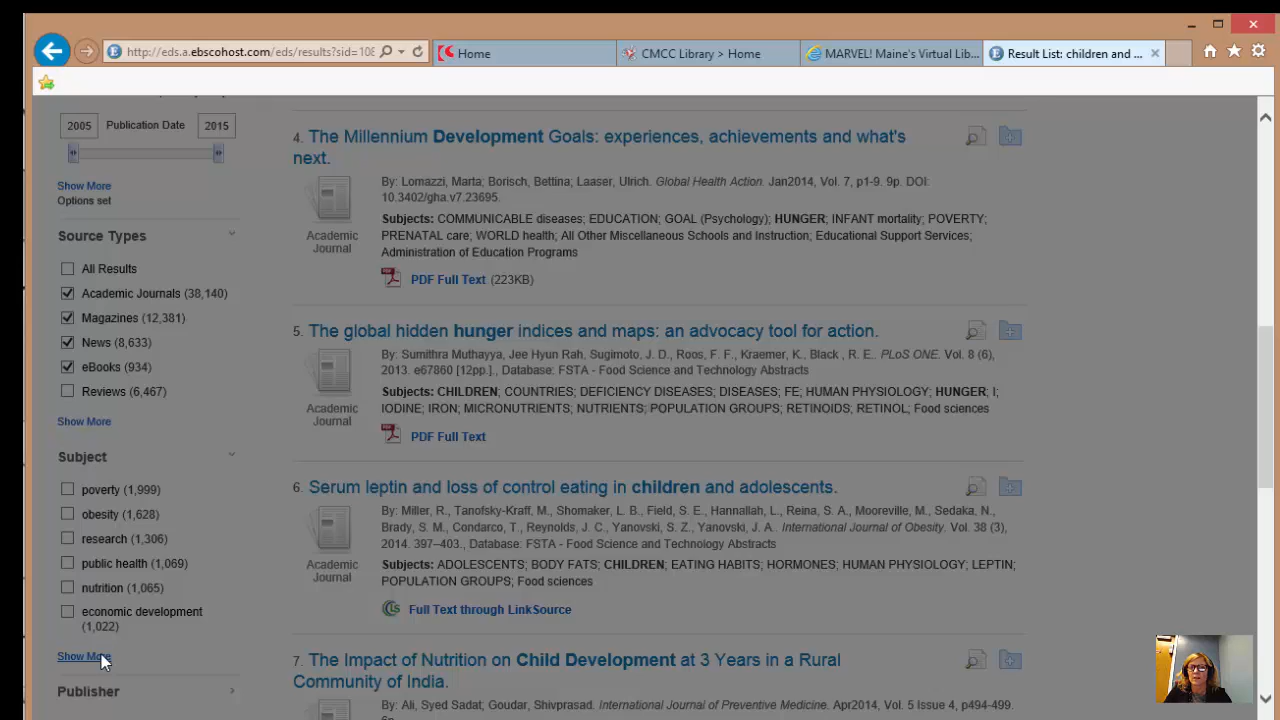 http://eds.a.ebscohost.com/eds/results?sid=106
Home
CMCC Library > Home
MARVEL! Maine's Virtual Lib...
Result List: children and ...
2005
Publication Date
2015
Show More
Options set
Source Types
All Results
Academic Journals (38,140)
Magazines (12,381)
News (8,633)
eBooks (934)
Reviews (6,467)
Show More
Subject
poverty (1,999)
obesity (1,628)
research (1,306)
public health (1,069)
nutrition (1,065)
economic development
(1,022)
Show More
Publisher
4. The Millennium Development Goals: experiences, achievements and what's
next.
Academic
Journal
By: Lomazzi, Marta; Borisch, Bettina; Laaser, Ulrich. Global Health Action. Jan2014, Vol. 7, p1-9. 9p. DOI:
10.3402/gha.v7.23695.
Subjects: COMMUNICABLE diseases; EDUCATION; GOAL (Psychology); HUNGER; INFANT mortality; POVERTY;
PRENATAL care; WORLD health; All Other Miscellaneous Schools and Instruction; Educational Support Services;
Administration of Education Programs
PDF Full Text (223KB)
5. The global hidden hunger indices and maps: an advocacy tool for action.
Academic
Journal
By: Sumithra Muthayya, Jee Hyun Rah, Sugimoto, J. D., Roos, F. F., Kraemer, K., Black , R. E.. PLoS ONE. Vol. 8 (6),
2013. e67860 [12pp.]., Database: FSTA - Food Science and Technology Abstracts
Subjects: CHILDREN; COUNTRIES; DEFICIENCY DISEASES; DISEASES; FE; HUMAN PHYSIOLOGY; HUNGER; I;
IODINE; IRON; MICRONUTRIENTS; NUTRIENTS; POPULATION GROUPS; RETINOIDS; RETINOL; Food sciences
PDF Full Text
6. Serum leptin and loss of control eating in children and adolescents.
Academic
Journal
By: Miller, R., Tanofsky-Kraff, M., Shomaker, L. B., Field, S. E., Hannallah, L., Reina, S. A., Mooreville, M., Sedaka, N.,
Brady, S. M., Condarco, T., Reynolds, J. C., Yanovski, S. Z., Yanovski, J. A.. International Journal of Obesity. Vol. 38 (3),
2014. 397–403., Database: FSTA - Food Science and Technology Abstracts
Subjects: ADOLESCENTS; BODY FATS; CHILDREN; EATING HABITS; HORMONES; HUMAN PHYSIOLOGY; LEPTIN;
POPULATION GROUPS; Food sciences
Full Text through LinkSource
7. The Impact of Nutrition on Child Development at 3 Years in a Rural
Community of India.
By: Ali, Syed Sadat; Goudar, Shivprasad. International Journal of Preventive Medicine. Apr2014, Vol. 5 Issue 4, p494-499.